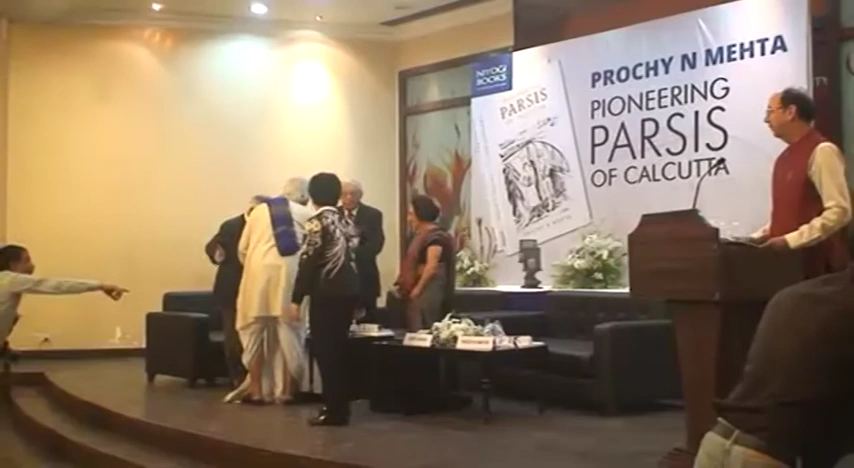 NIYOGI
BOOKS
PARSIS
PROCHY N MEHTA
PIONEERING
PARSIS
OF CALCUTTA